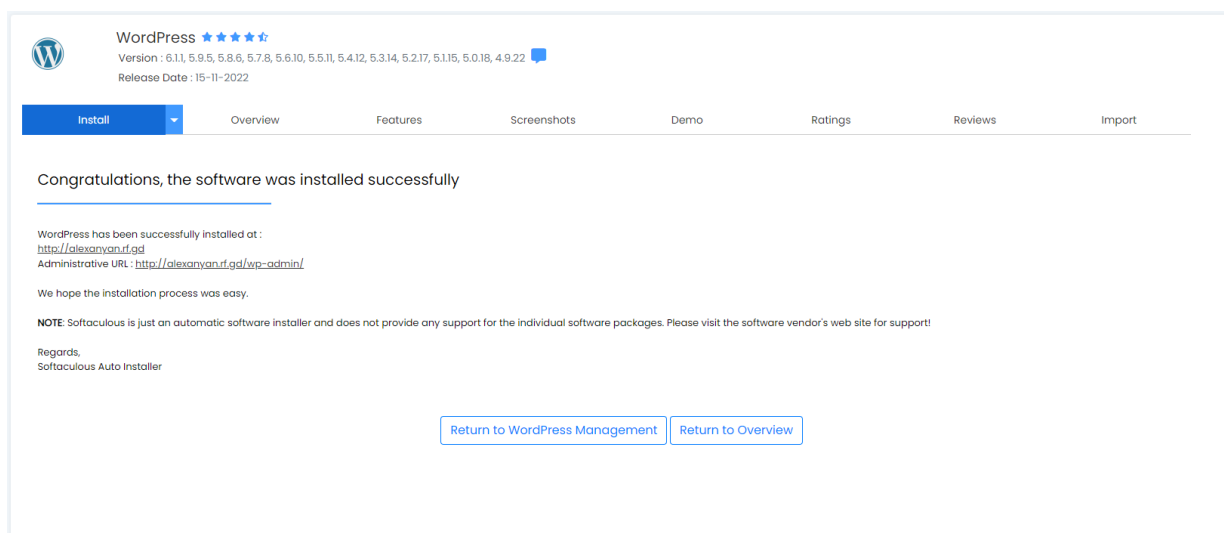 WordPress
Version : 6.1.1, 5.9.5, 5.8.6, 5.7.8, 5.6.10, 5.5.11, 5.4.12, 5.3.14, 5.2.17, 5.1.15, 5.0.18, 4.9.22
Release Date : 15-11-2022
Install Overview Features Screenshots Demo Ratings Reviews Import
Congratulations, the software was installed successfully
WordPress has been successfully installed at :
http://alexanyan.rf.gd
Administrative URL : http://alexanyan.rf.gd/wp-admin/
We hope the installation process was easy.
NOTE: Softaculous is just an automatic software installer and does not provide any support for the individual software packages. Please visit the software vendor's web site for support!
Regards,
Softaculous Auto Installer
Return to WordPress Management Return to Overview